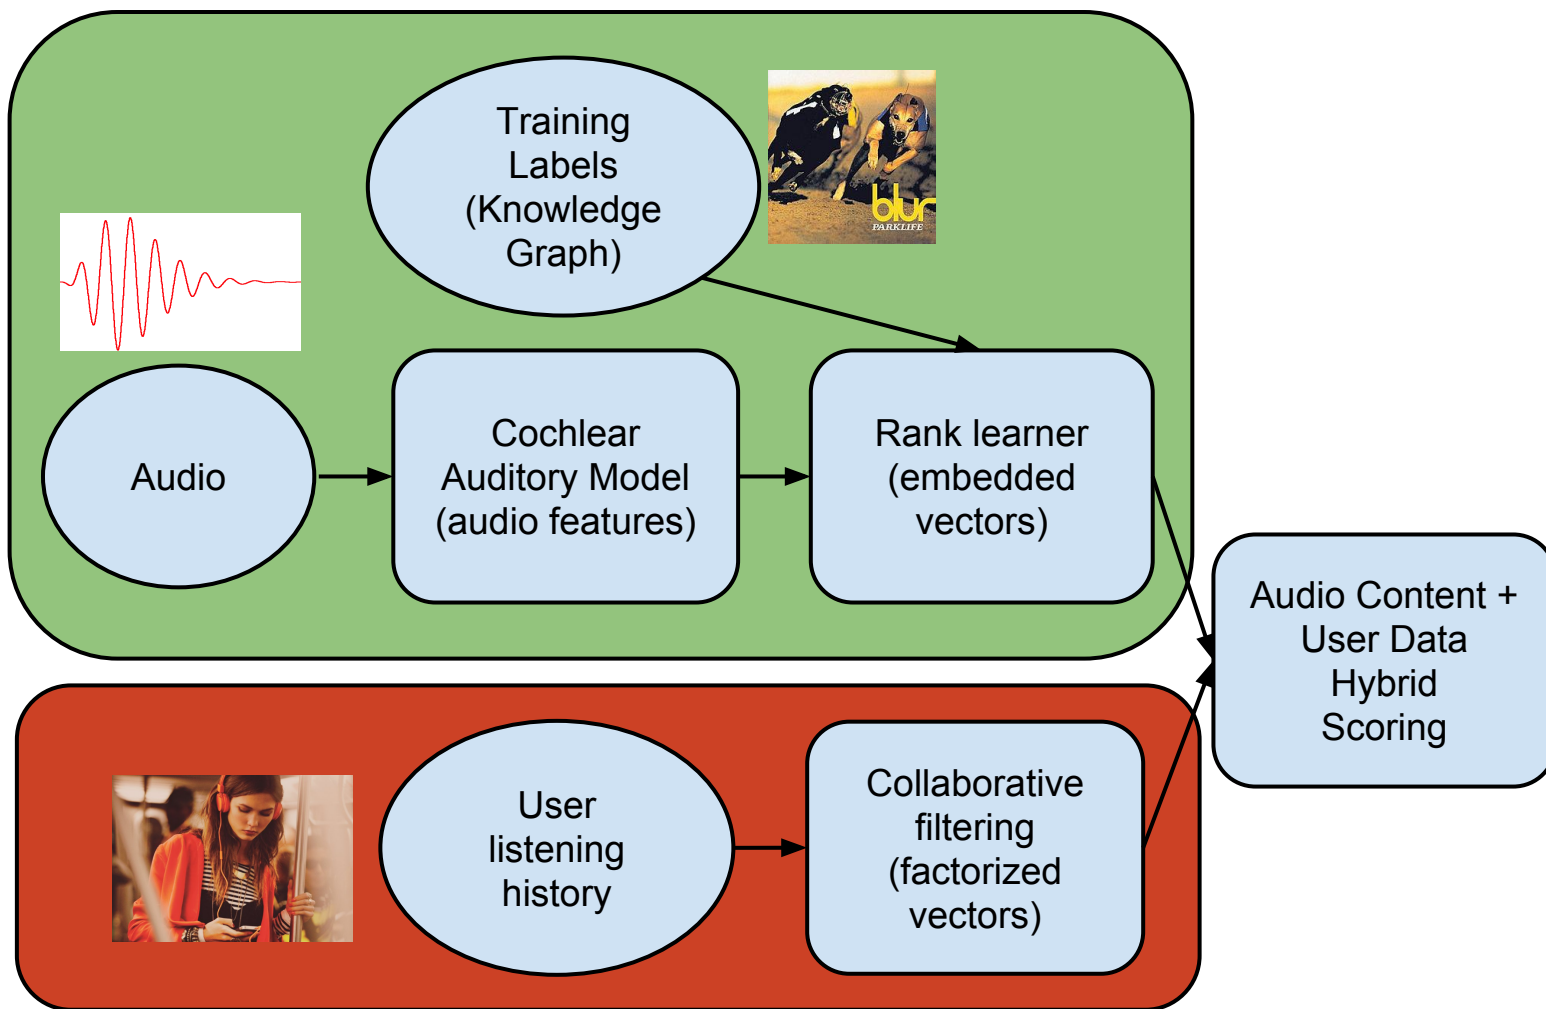 Training
Labels
(Knowledge
Graph)
blur
PARKLIFE
Audio
Cochlear
Auditory Model
(audio features)
Rank learner
(embedded
vectors)
Audio Content +
User Data
Hybrid
Scoring
User
listening
history
Collaborative
filtering
(factorized
vectors)